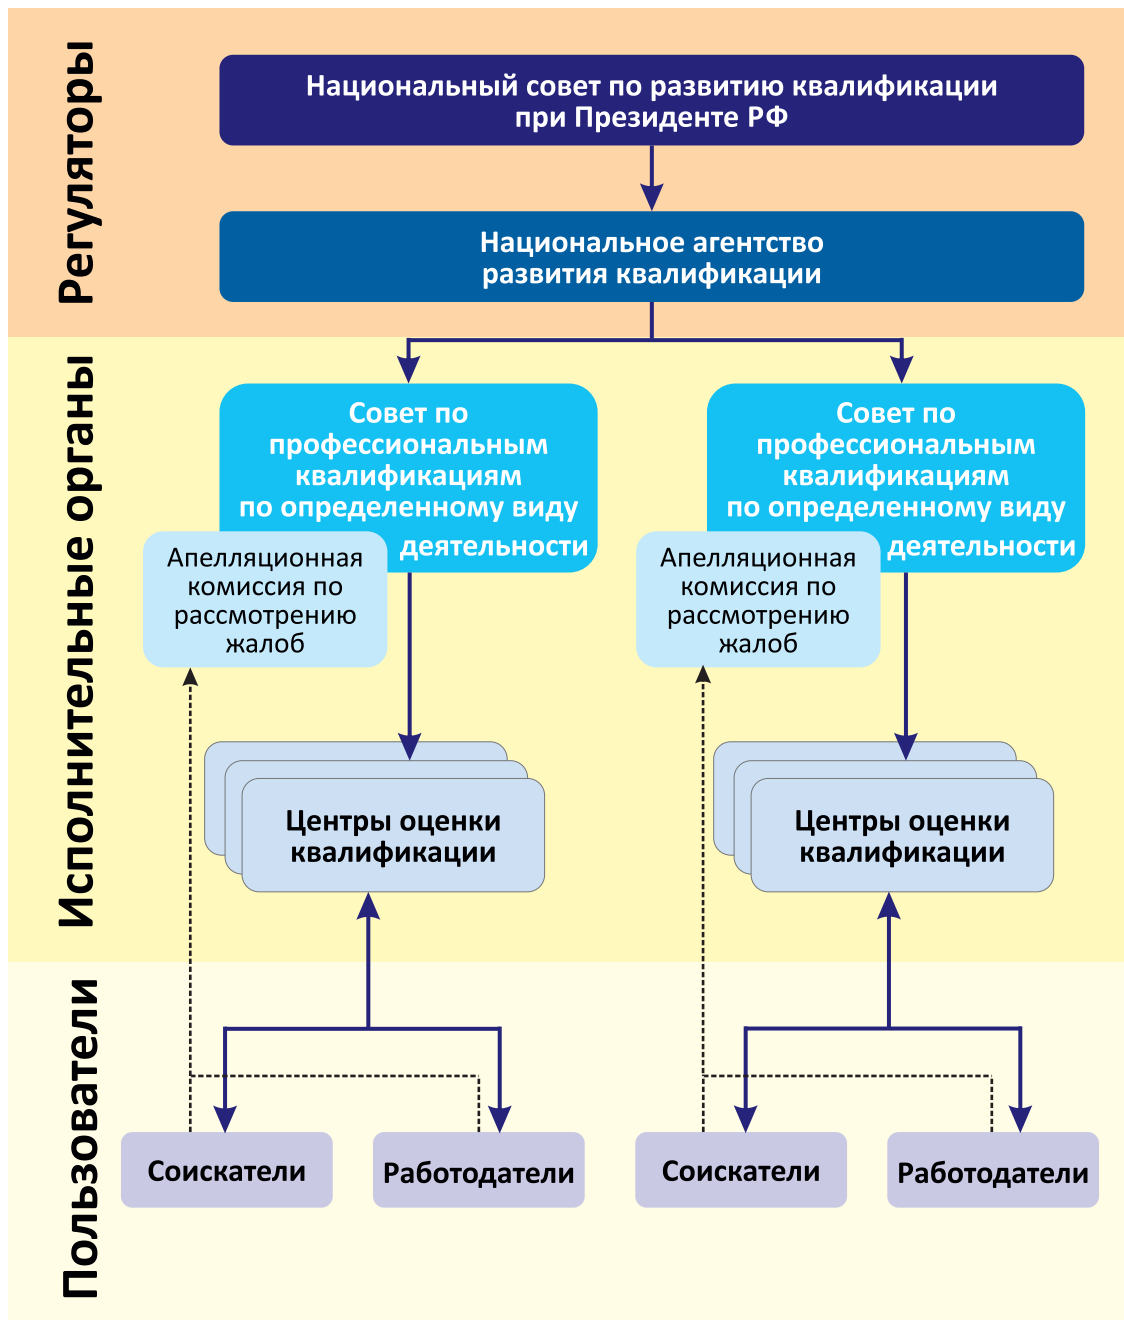 Регуляторы
Национальный совет по развитию квалификации
при Президенте РФ
Национальное агентство
развития квалификации
Исполнительные органы
Совет по
профессиональным
квалификациям
по определенному виду
деятельности
Апелляционная
комиссия по
рассмотрению
жалоб
Совет по
профессиональным
квалификациям
по определенному виду
деятельности
Апелляционная
комиссия по
рассмотрению
жалоб
Центры оценки
квалификации
Центры оценки
квалификации
Пользователи
Соискатели
Работодатели
Соискатели
Работодатели